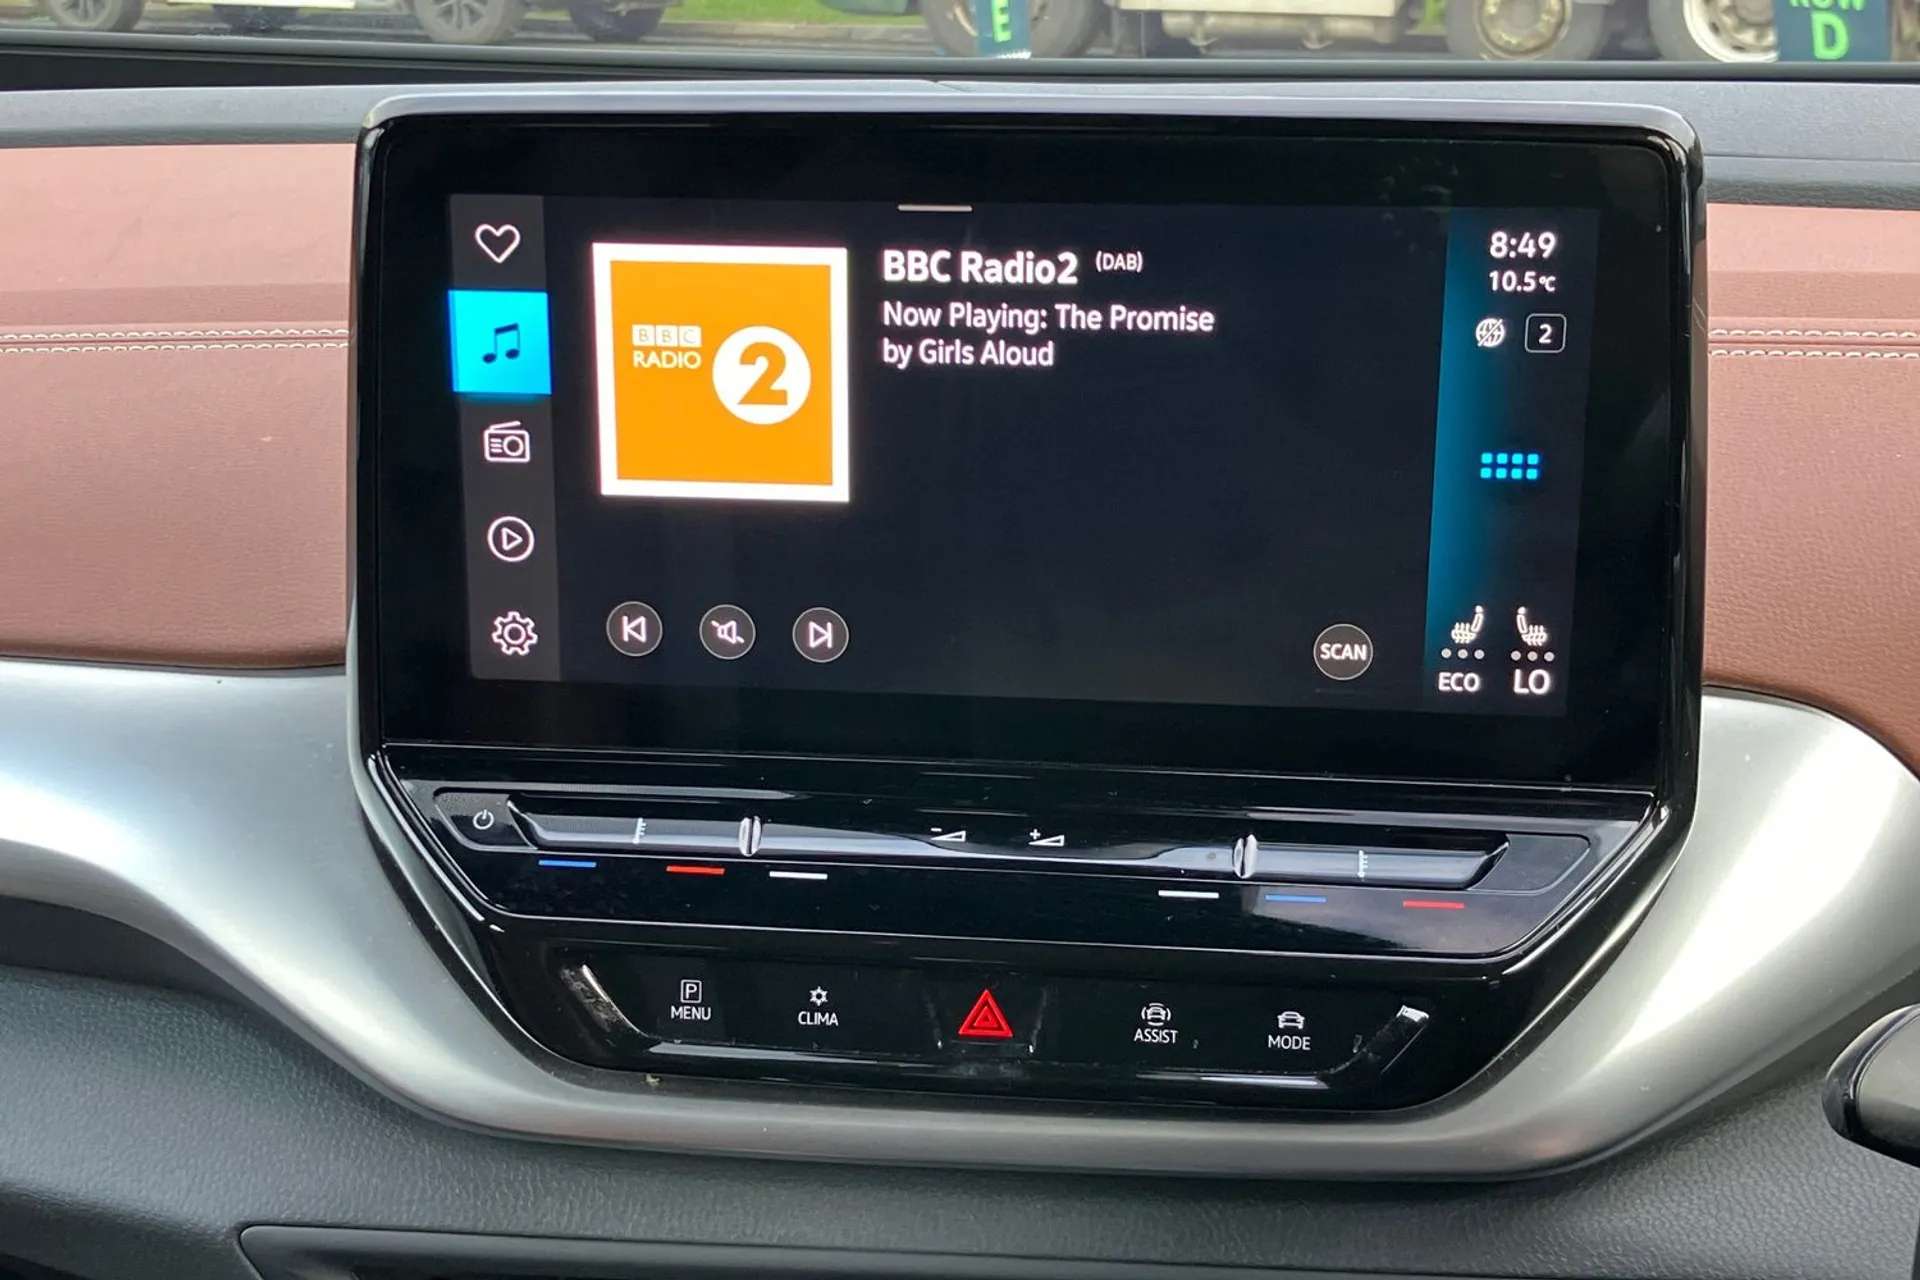 E
ROW
D
BBC
RADIO
2
BBC Radio2 (DAB)
Now Playing: The Promise
by Girls Aloud
8:49
10.5°C
2
SCAN
ECO
LO
P
MENU
CLIMA
ASSIST
MODE